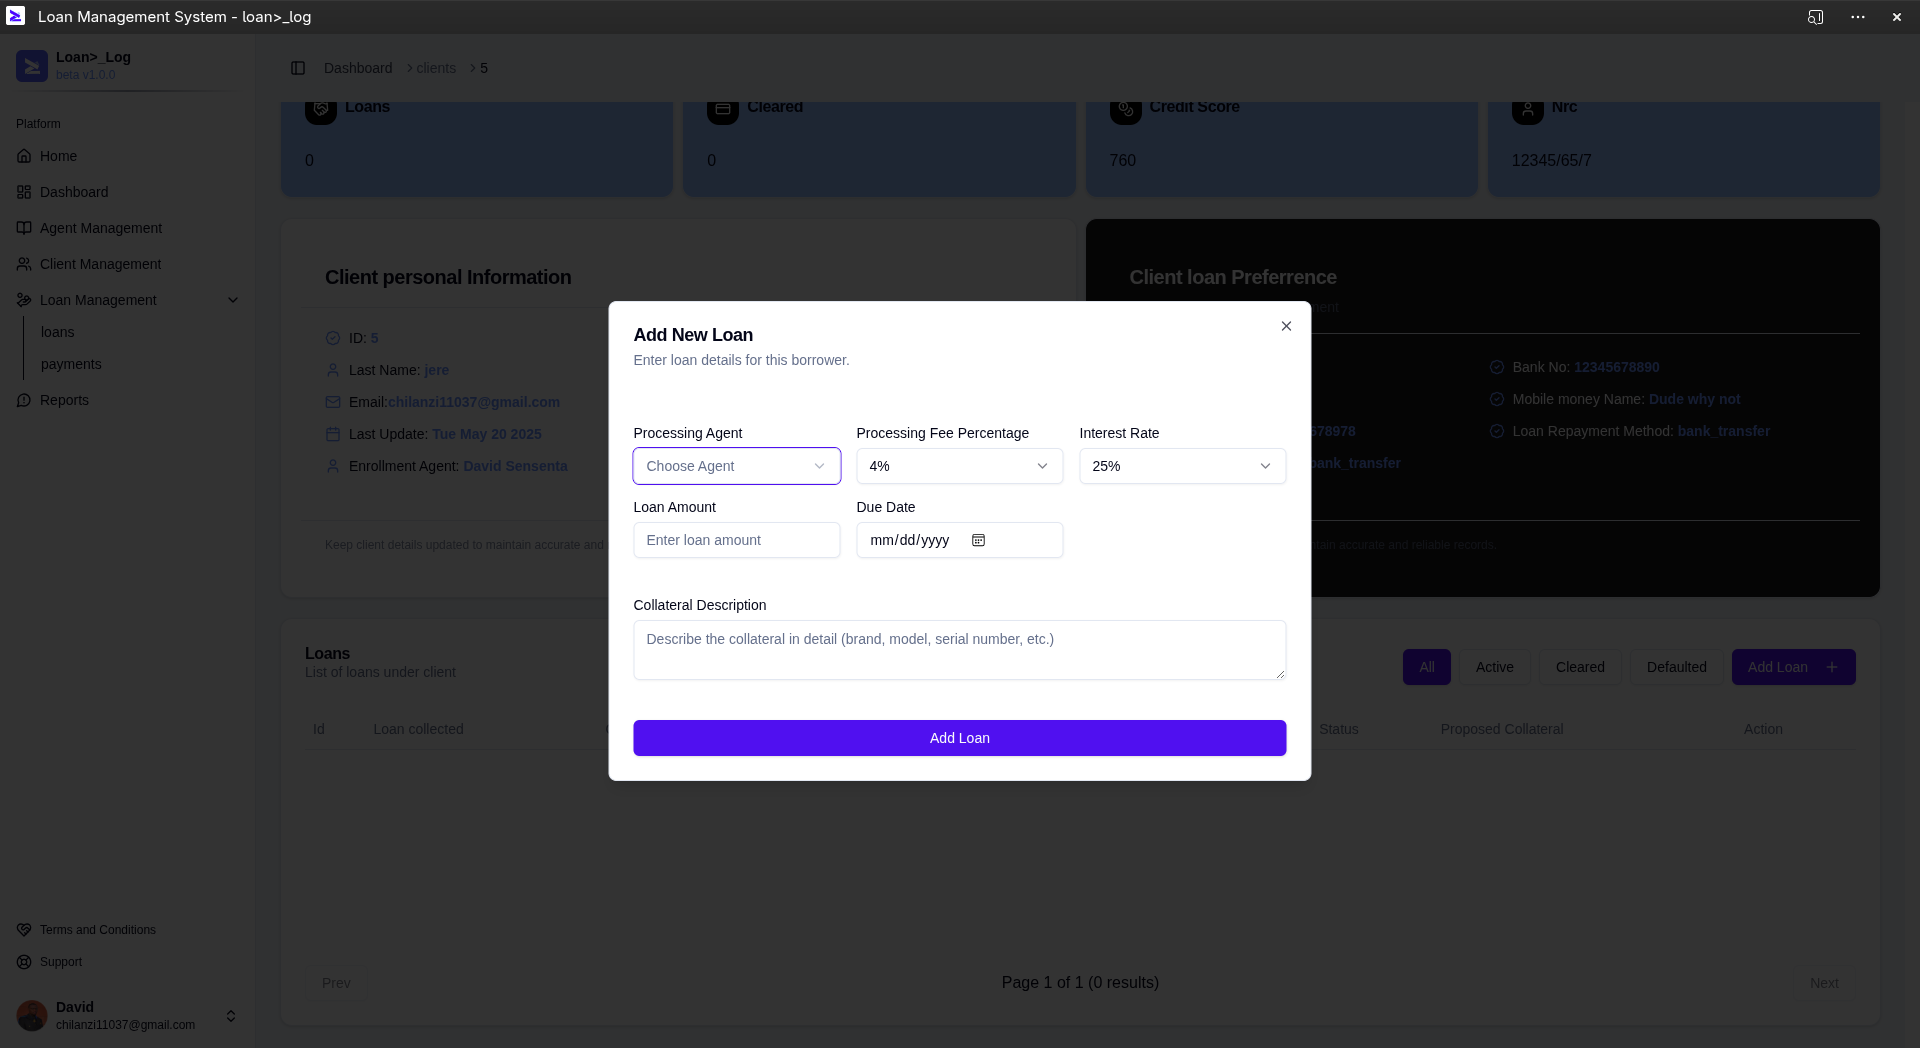 Loan Management System - loan>_log
Loan>_Log
beta v1.0.0
Platform
Home
Dashboard
Agent Management
Client Management
Loan Management
loans
payments
Reports
Terms and Conditions
Support
David
chilanzi11037@gmail.com
Dashboard > clients > 5
Loans
0
Cleared
0
Credit Score
760
Nrc
12345/65/7
Client personal Information
ID: 5
Last Name: jere
Email:chilanzi11037@gmail.com
Last Update: Tue May 20 2025
Enrollment Agent: David Sensenta
Keep client details updated to maintain accurate and
Client loan Preferrence
Bank No: 12345678890
Mobile money Name: Dude why not
678978
Loan Repayment Method: bank_transfer
bank_transfer
accurate and reliable records.
Add New Loan
Enter loan details for this borrower.
Processing Agent
Choose Agent
Processing Fee Percentage
4%
Interest Rate
25%
Loan Amount
Enter loan amount
Due Date
mm/dd/yyyy
Collateral Description
Describe the collateral in detail (brand, model, serial number, etc.)
Add Loan
Loans
List of loans under client
All
Active
Cleared
Defaulted
Add Loan +
Id
Loan collected
Status
Proposed Collateral
Action
Prev
Page 1 of 1 (0 results)
Next